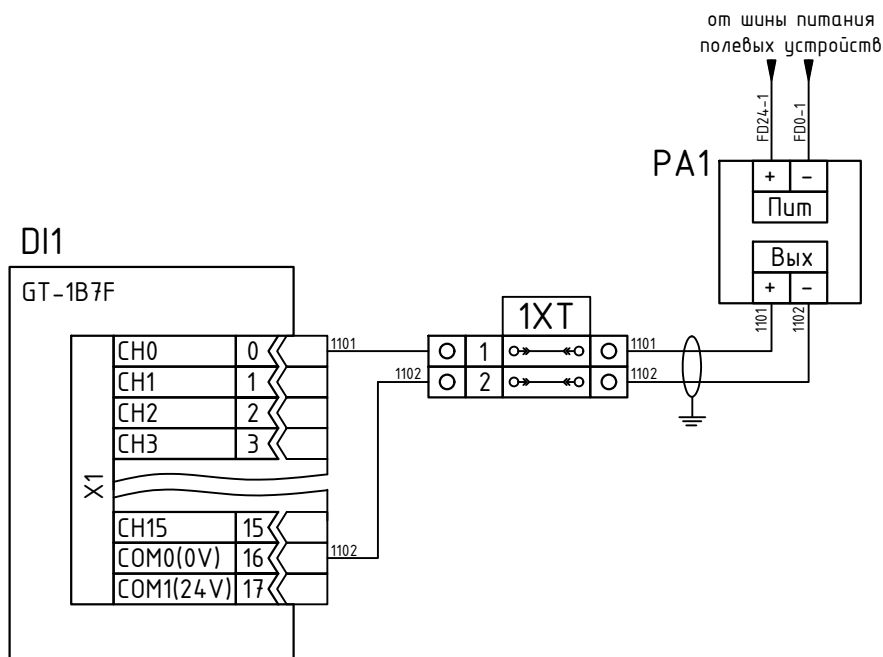 от шины питания
полевых устройств
FD24-1
FD0-1
PA1
+ -
Пит
Вых
+ -
1101
1102
DI1
GT-1B7F
1XT
X1
CH0 0 1101 1 1101
CH1 1 1102 2 1102
CH2 2
CH3 3
CH15 15
COM0(0V) 16 1102
COM1(24V) 17